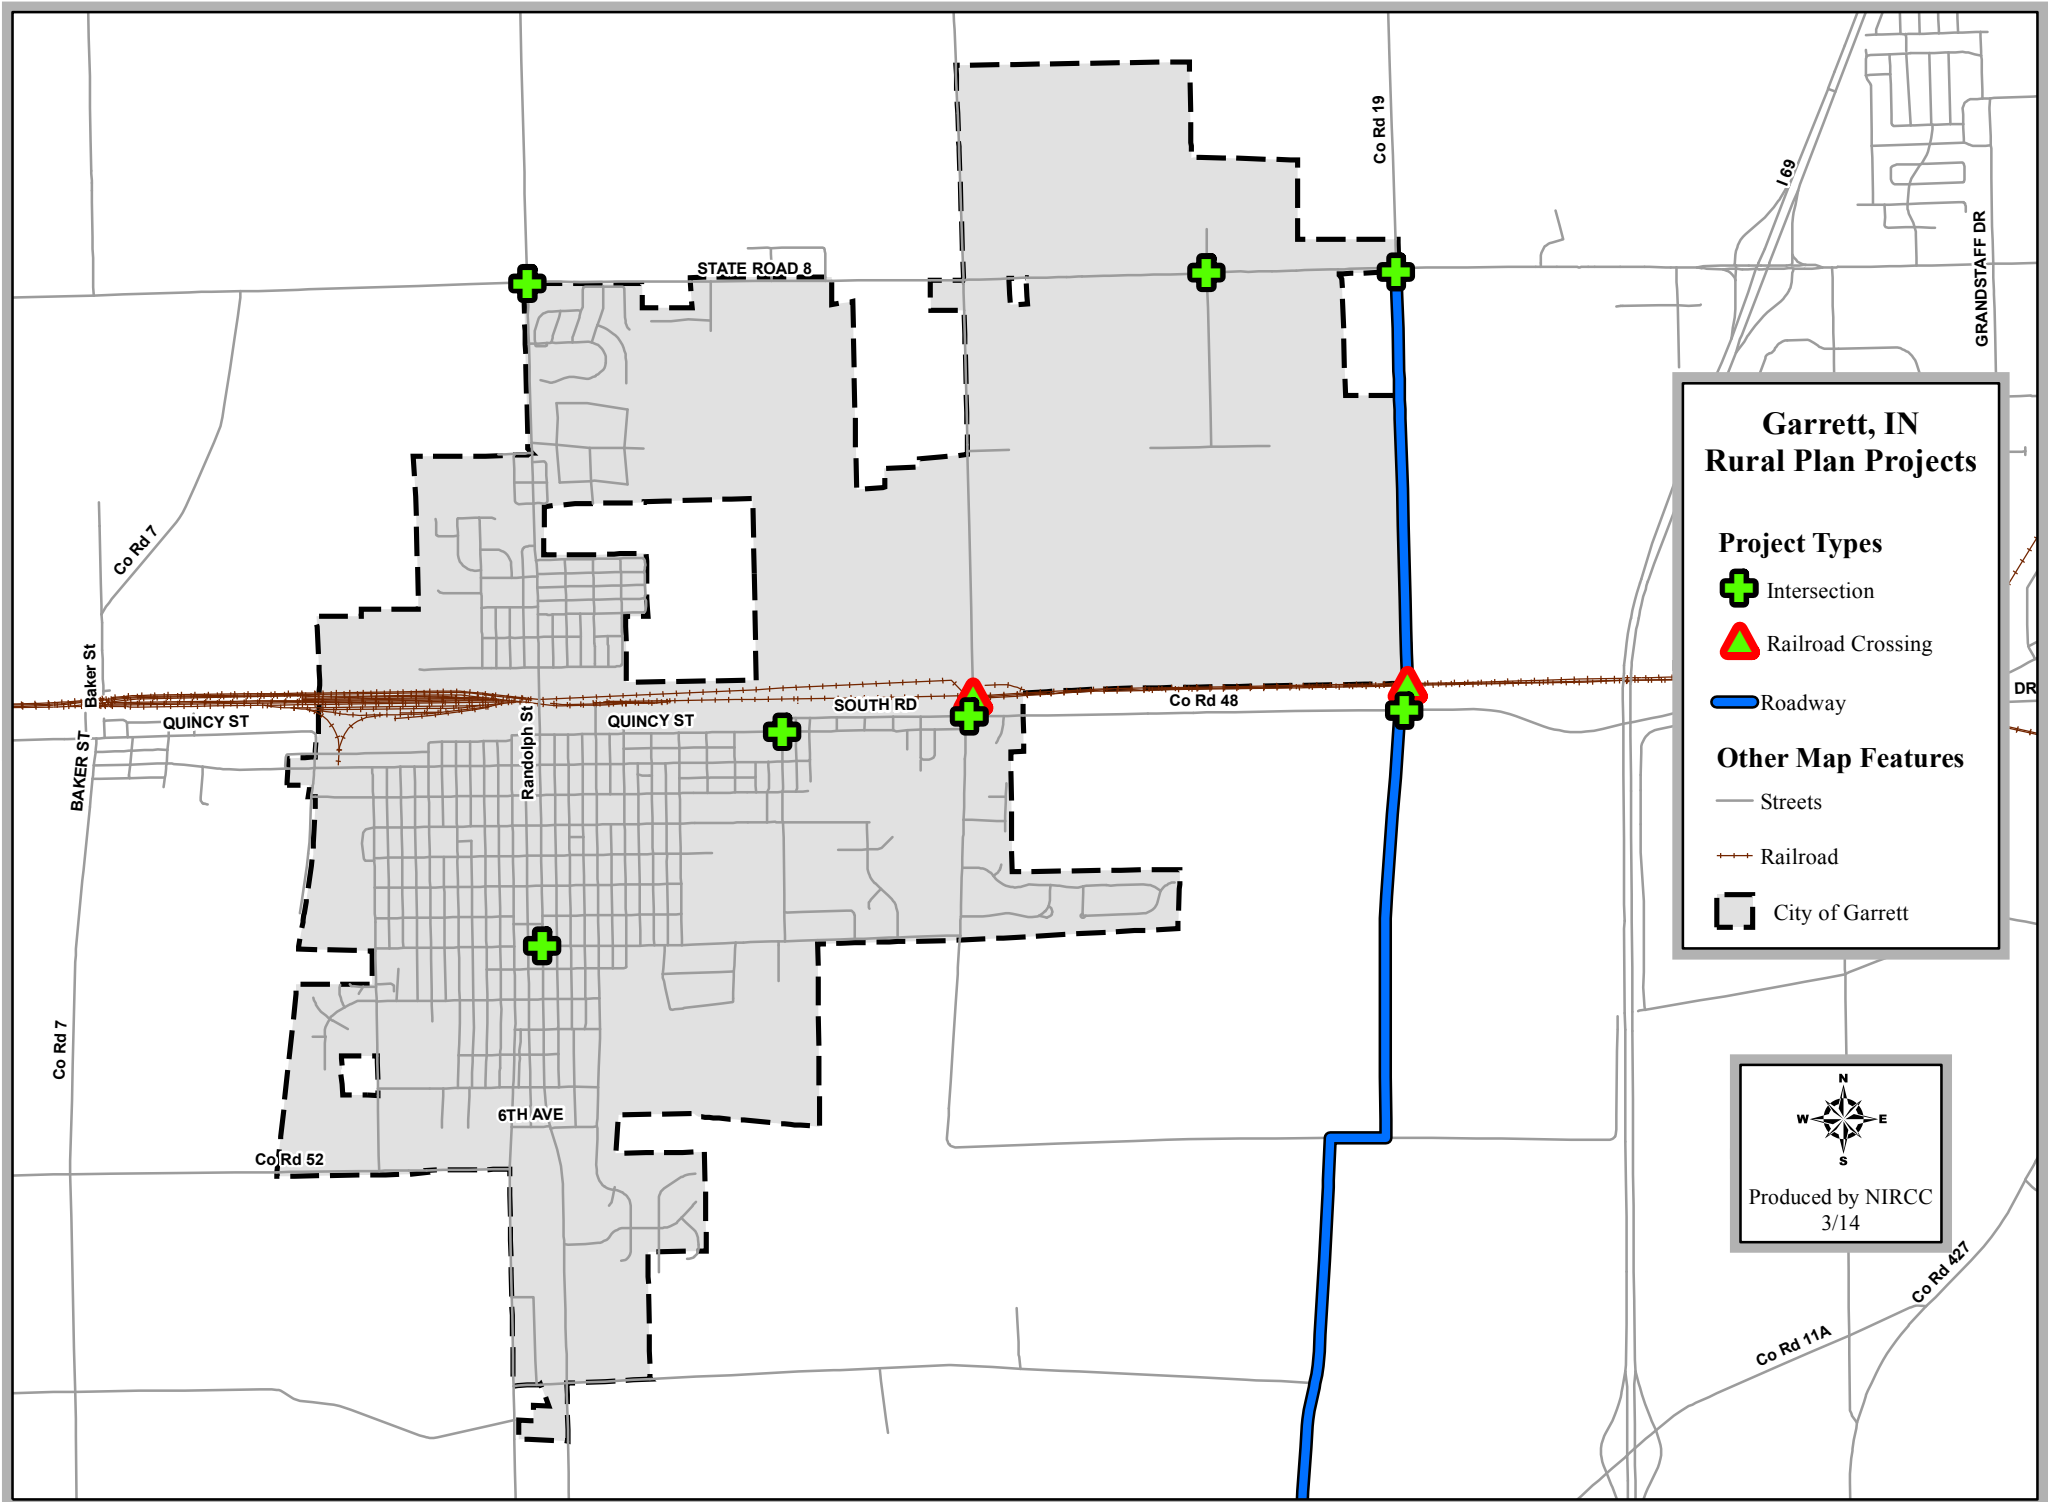 Co Rd 19
I 69
GRANDSTAFF DR
STATE ROAD 8
Co Rd 7
Baker St
QUINCY ST
BAKER ST
Randolph St
QUINCY ST
SOUTH RD
Co Rd 48
DR
Co Rd 7
6TH AVE
Co Rd 52
Co Rd 427
Co Rd 11A
Garrett, IN
Rural Plan Projects
Project Types
Intersection
Railroad Crossing
Roadway
Other Map Features
Streets
Railroad
City of Garrett
N
W
E
S
Produced by NIRCC
3/14